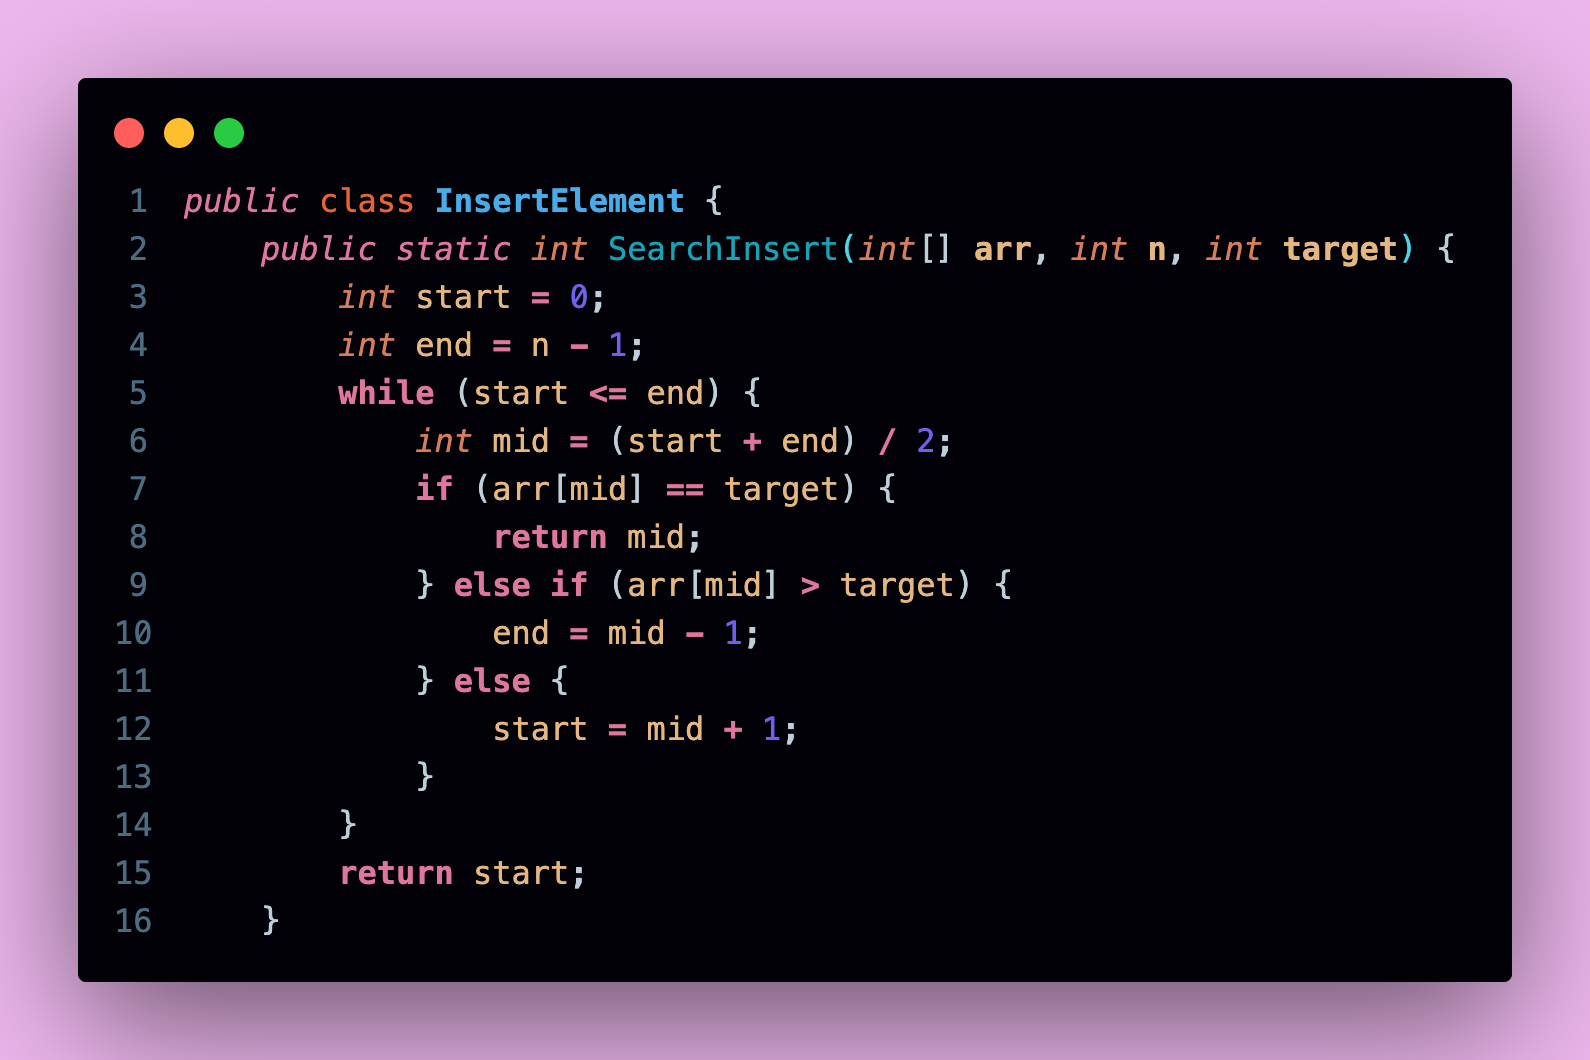 1 public class InsertElement {
2     public static int SearchInsert(int[] arr, int n, int target) {
3         int start = 0;
4         int end = n - 1;
5         while (start <= end) {
6             int mid = (start + end) / 2;
7             if (arr[mid] == target) {
8                 return mid;
9             } else if (arr[mid] > target) {
10                 end = mid - 1;
11             } else {
12                 start = mid + 1;
13             }
14         }
15         return start;
16     }